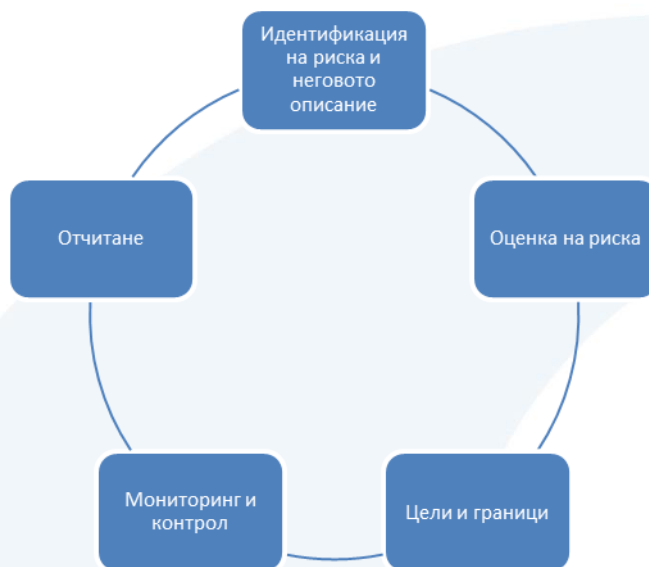 Идентификация
на риска и
неговото
описание
Оценка на риска
Цели и граници
Мониторинг и
контрол
Отчитане